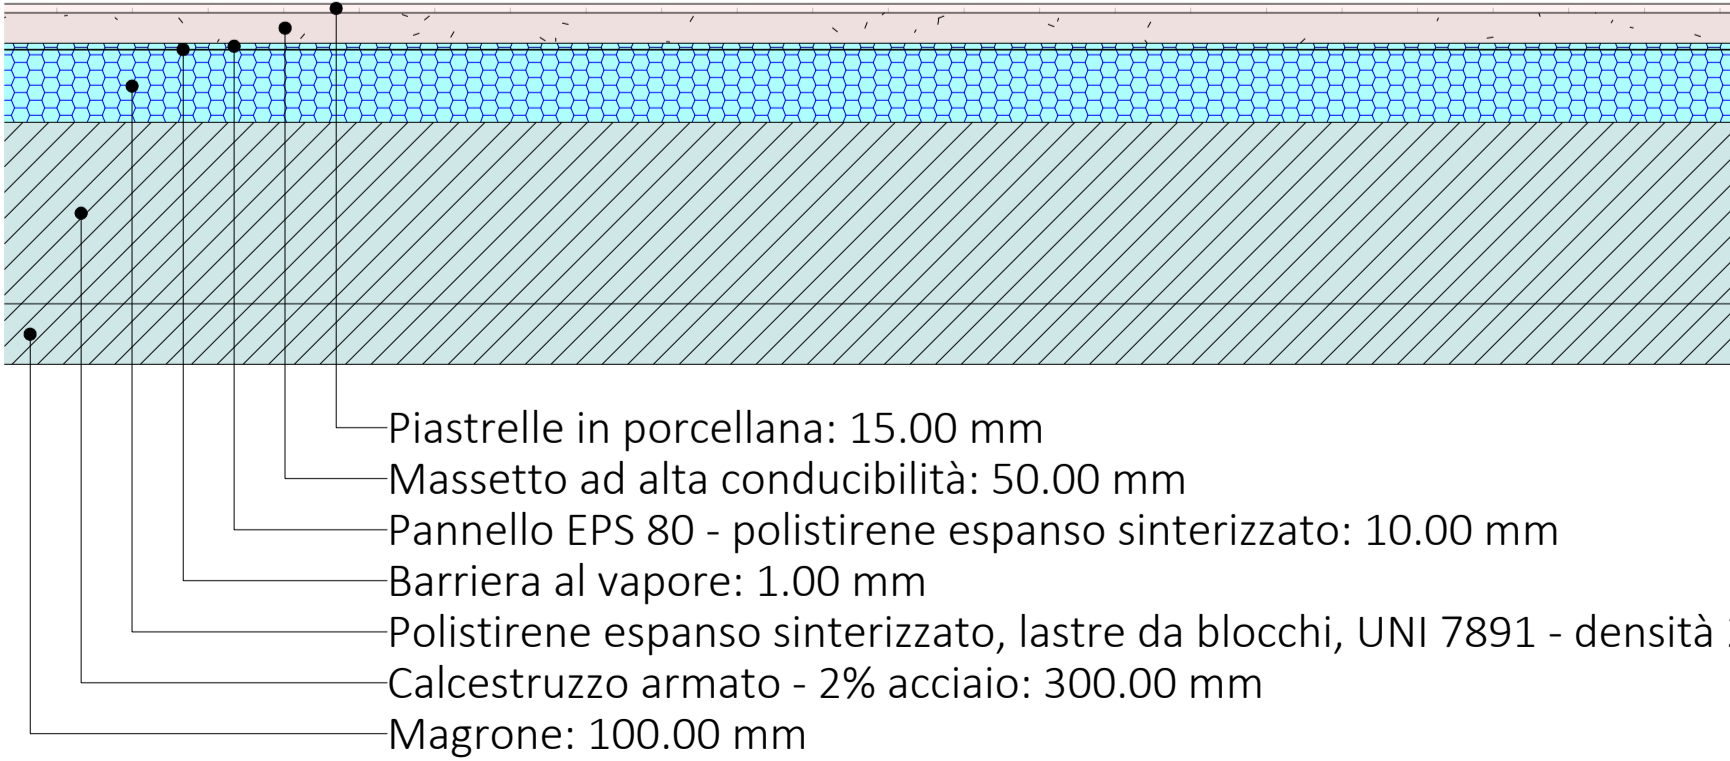 Piastrelle in porcellana: 15.00 mm
Massetto ad alta conducibilità: 50.00 mm
Pannello EPS 80 - polistirene espanso sinterizzato: 10.00 mm
Barriera al vapore: 1.00 mm
Polistirene espanso sinterizzato, lastre da blocchi, UNI 7891 - densità
Calcestruzzo armato - 2% acciaio: 300.00 mm
Magrone: 100.00 mm